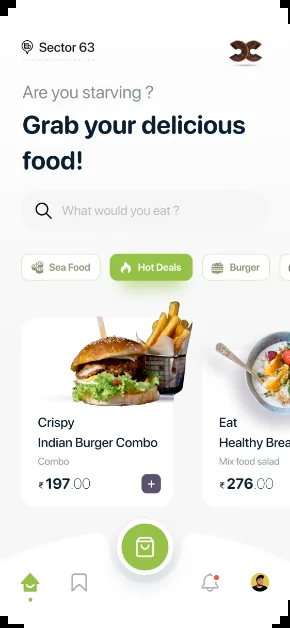 Sector 63
Are you starving ?
Grab your delicious
food!
What would you eat ?
Sea Food
Hot Deals
Burger
Crispy
Indian Burger Combo
Combo
₹ 197.00
Eat
Healthy Brea
Mix food salad
₹ 276.00